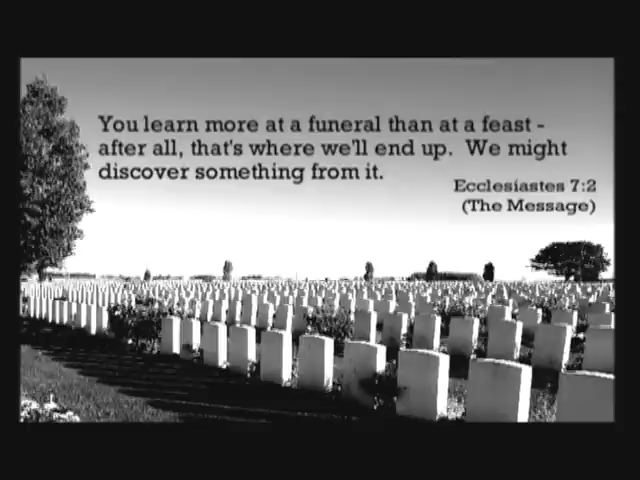 You learn more at a funeral than at a feast -
after all, that's where we'll end up.  We might
discover something from it.
Ecclesiastes 7:2
(The Message)